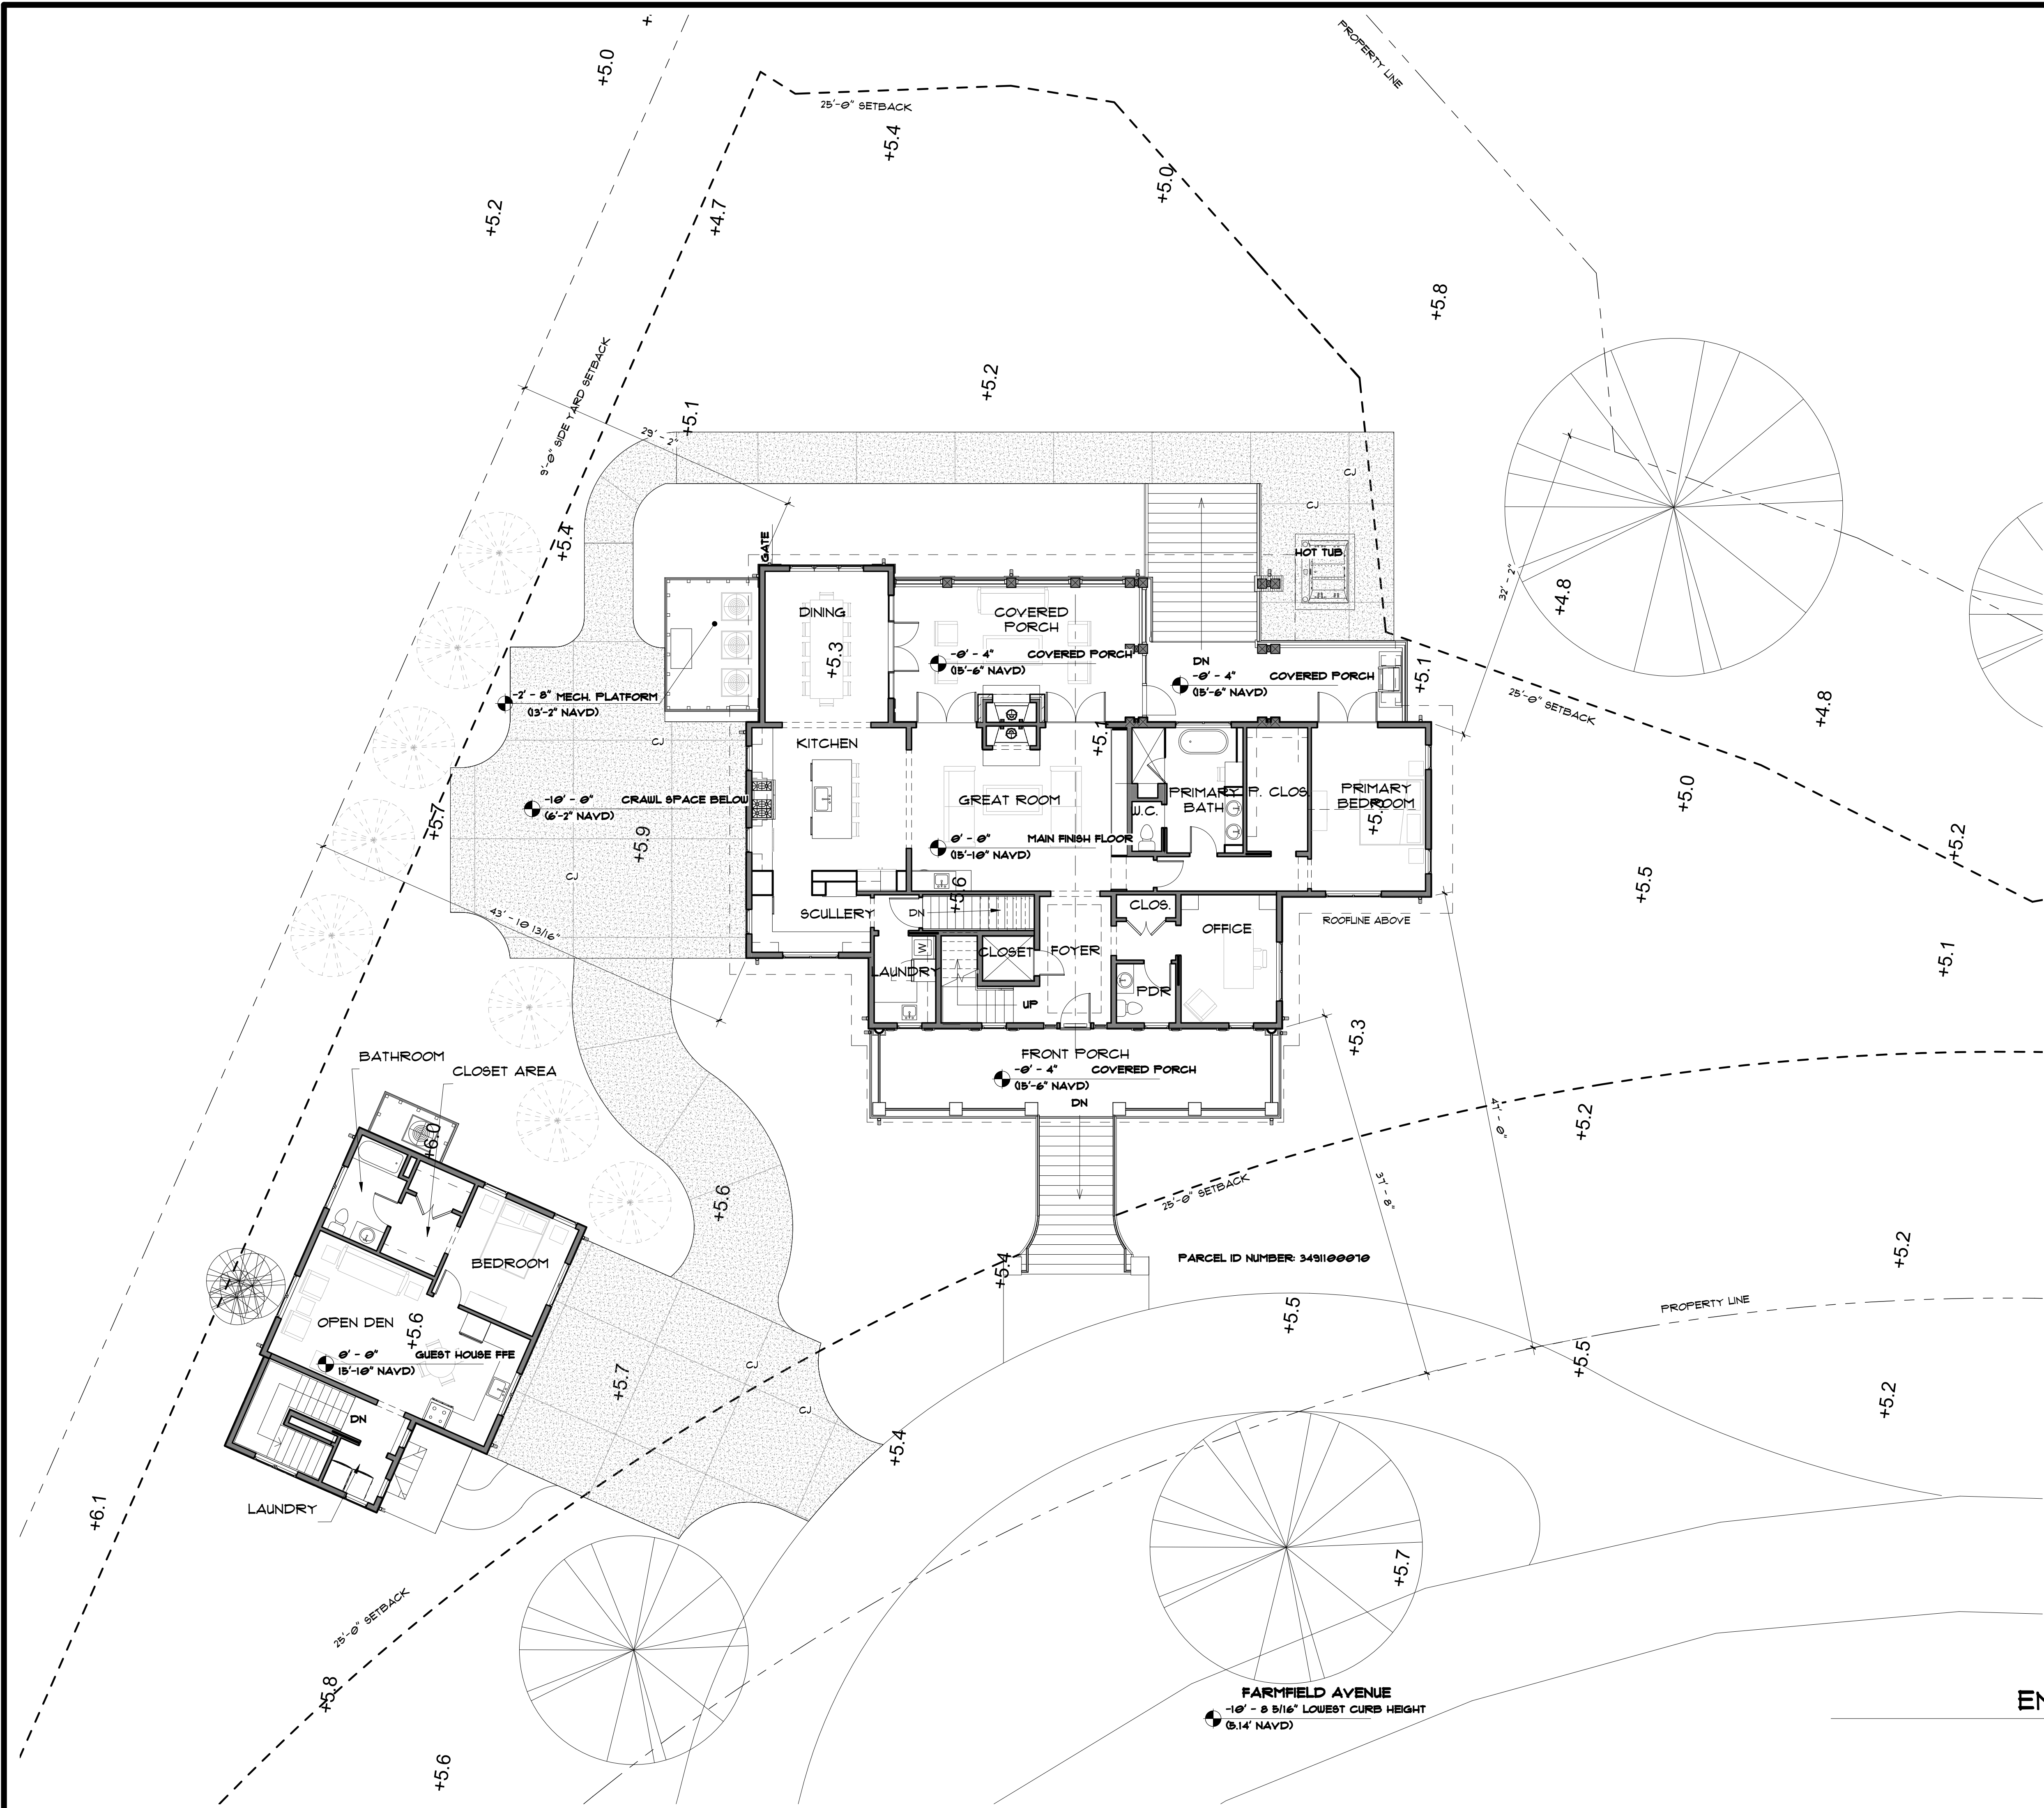 +5.0
PROPERTY LINE
25'-0" SETBACK
+5.4
+5.0
+5.2
+4.7
+5.8
9'-0" SIDE YARD SETBACK
+5.2
29' - 2"
+5.1
CJ
CJ
+5.4
GATE
HOT TUB
32' - 2"
+4.8
DINING
COVERED
PORCH
+5.3
-0' - 4" COVERED PORCH
(15'-6" NAVD)
DN
-0' - 4" COVERED PORCH
(15'-6" NAVD)
+5.1
25'-0" SETBACK
+4.8
-2' - 8" MECH. PLATFORM
(13'-2" NAVD)
CJ
KITCHEN
+5.1
-10' - 0" CRAWL SPACE BELOW
(6'-2" NAVD)
GREAT ROOM
PRIMARY
BATH
P. CLOS.
PRIMARY
BEDROOM
W.C.
+5.0
+5.7
+5.9
0' - 0" MAIN FINISH FLOOR
(15'-10" NAVD)
+5.2
CJ
+5.6
+5.5
43' - 10 13/16"
SCULLERY
DN
CLOS.
OFFICE
ROOFLINE ABOVE
W
CLOSET
FOYER
LAUNDRY
+5.1
PDR
UP
+5.3
BATHROOM
CLOSET AREA
FRONT PORCH
-0' - 4" COVERED PORCH
(15'-6" NAVD)
DN
+5.2
47' - 0"
+6.0
+5.6
25'-0" SETBACK
37' - 8"
BEDROOM
+5.4
PARCEL ID NUMBER: 3491100070
+5.2
OPEN DEN
+5.6
+5.5
PROPERTY LINE
0' - 0" GUEST HOUSE FFE
15'-10" NAVD)
+5.7
CJ
+5.5
+5.2
DN
CJ
+5.4
LAUNDRY
+6.1
+5.7
25'-0" SETBACK
+5.8
FARMFIELD AVENUE
-10' - 8 5/16" LOWEST CURB HEIGHT
(5.14' NAVD)
EN
+5.6